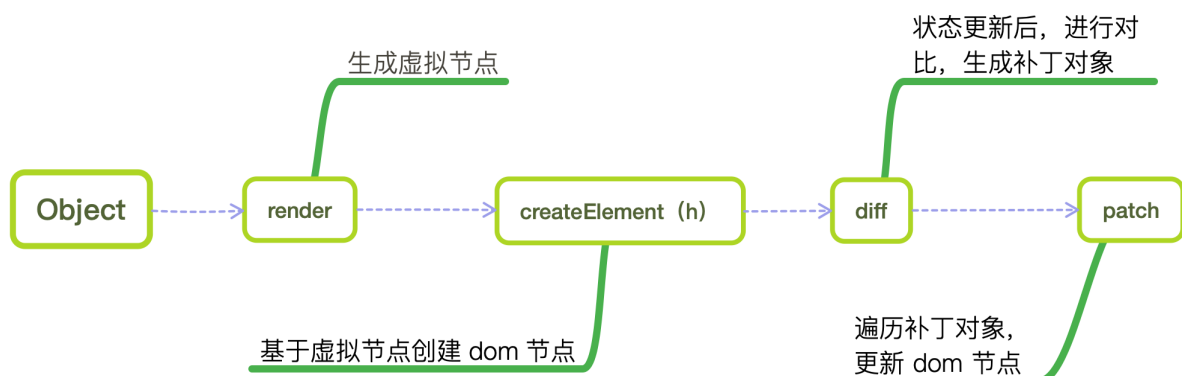 状态更新后，进行对
比，生成补丁对象
生成虚拟节点
Object
render
createElement（h）
diff
patch
基于虚拟节点创建 dom 节点
遍历补丁对象，
更新 dom 节点